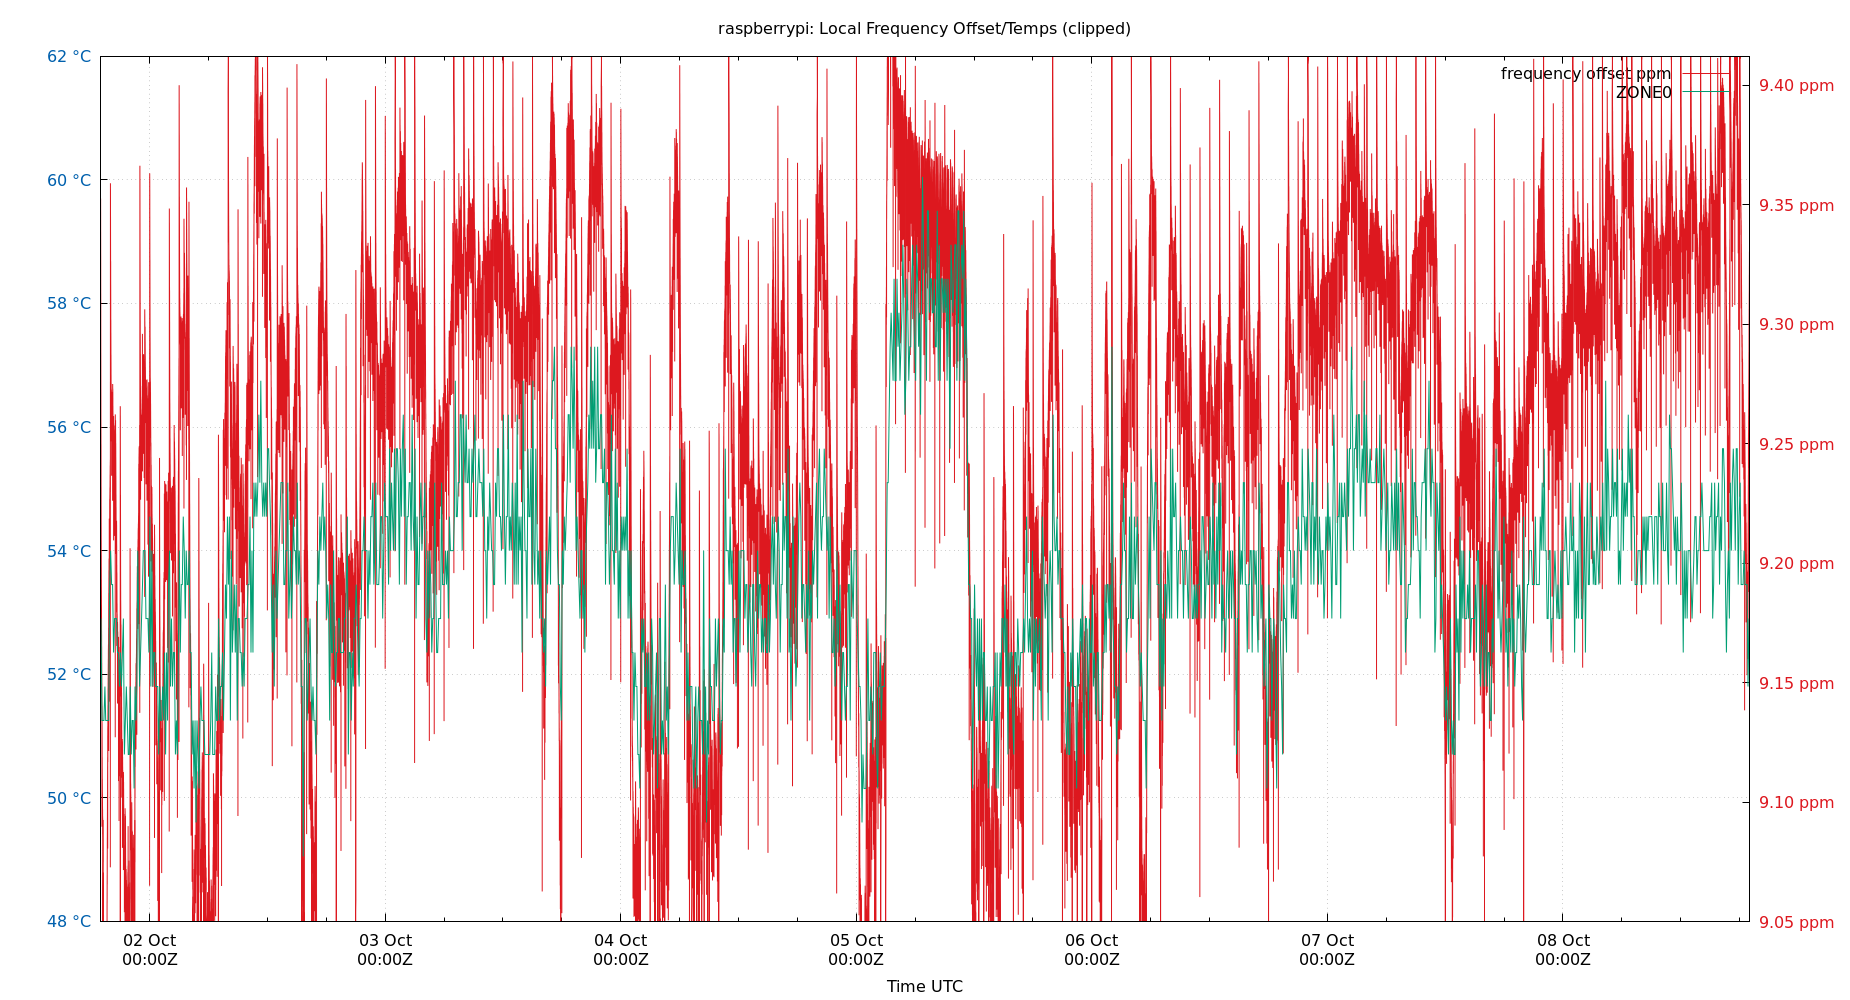 raspberrypi: Local Frequency Offset/Temps (clipped)
62 °C
60 °C
58 °C
56 °C
54 °C
52 °C
50 °C
48 °C
frequency offset ppm
ZONE0
9.40 ppm
9.35 ppm
9.30 ppm
9.25 ppm
9.20 ppm
9.15 ppm
9.10 ppm
9.05 ppm
02 Oct 03 Oct 04 Oct 05 Oct 06 Oct 07 Oct 08 Oct
00:00Z 00:00Z 00:00Z 00:00Z 00:00Z 00:00Z 00:00Z
Time UTC